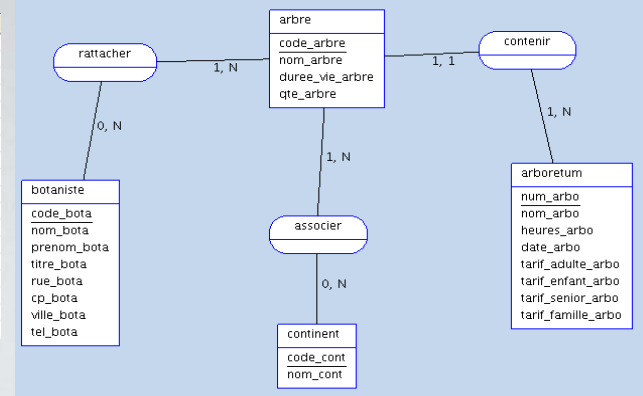 arbre
code_arbre
nom_arbre
duree_vie_arbre
qte_arbre
rattacher
contenir
1, N
1, 1
0, N
1, N
1, N
botaniste
code_bota
nom_bota
prenom_bota
titre_bota
rue_bota
cp_bota
ville_bota
tel_bota
arboretum
num_arbo
nom_arbo
heures_arbo
date_arbo
tarif_adulte_arbo
tarif_enfant_arbo
tarif_senior_arbo
tarif_famille_arbo
associer
0, N
continent
code_cont
nom_cont